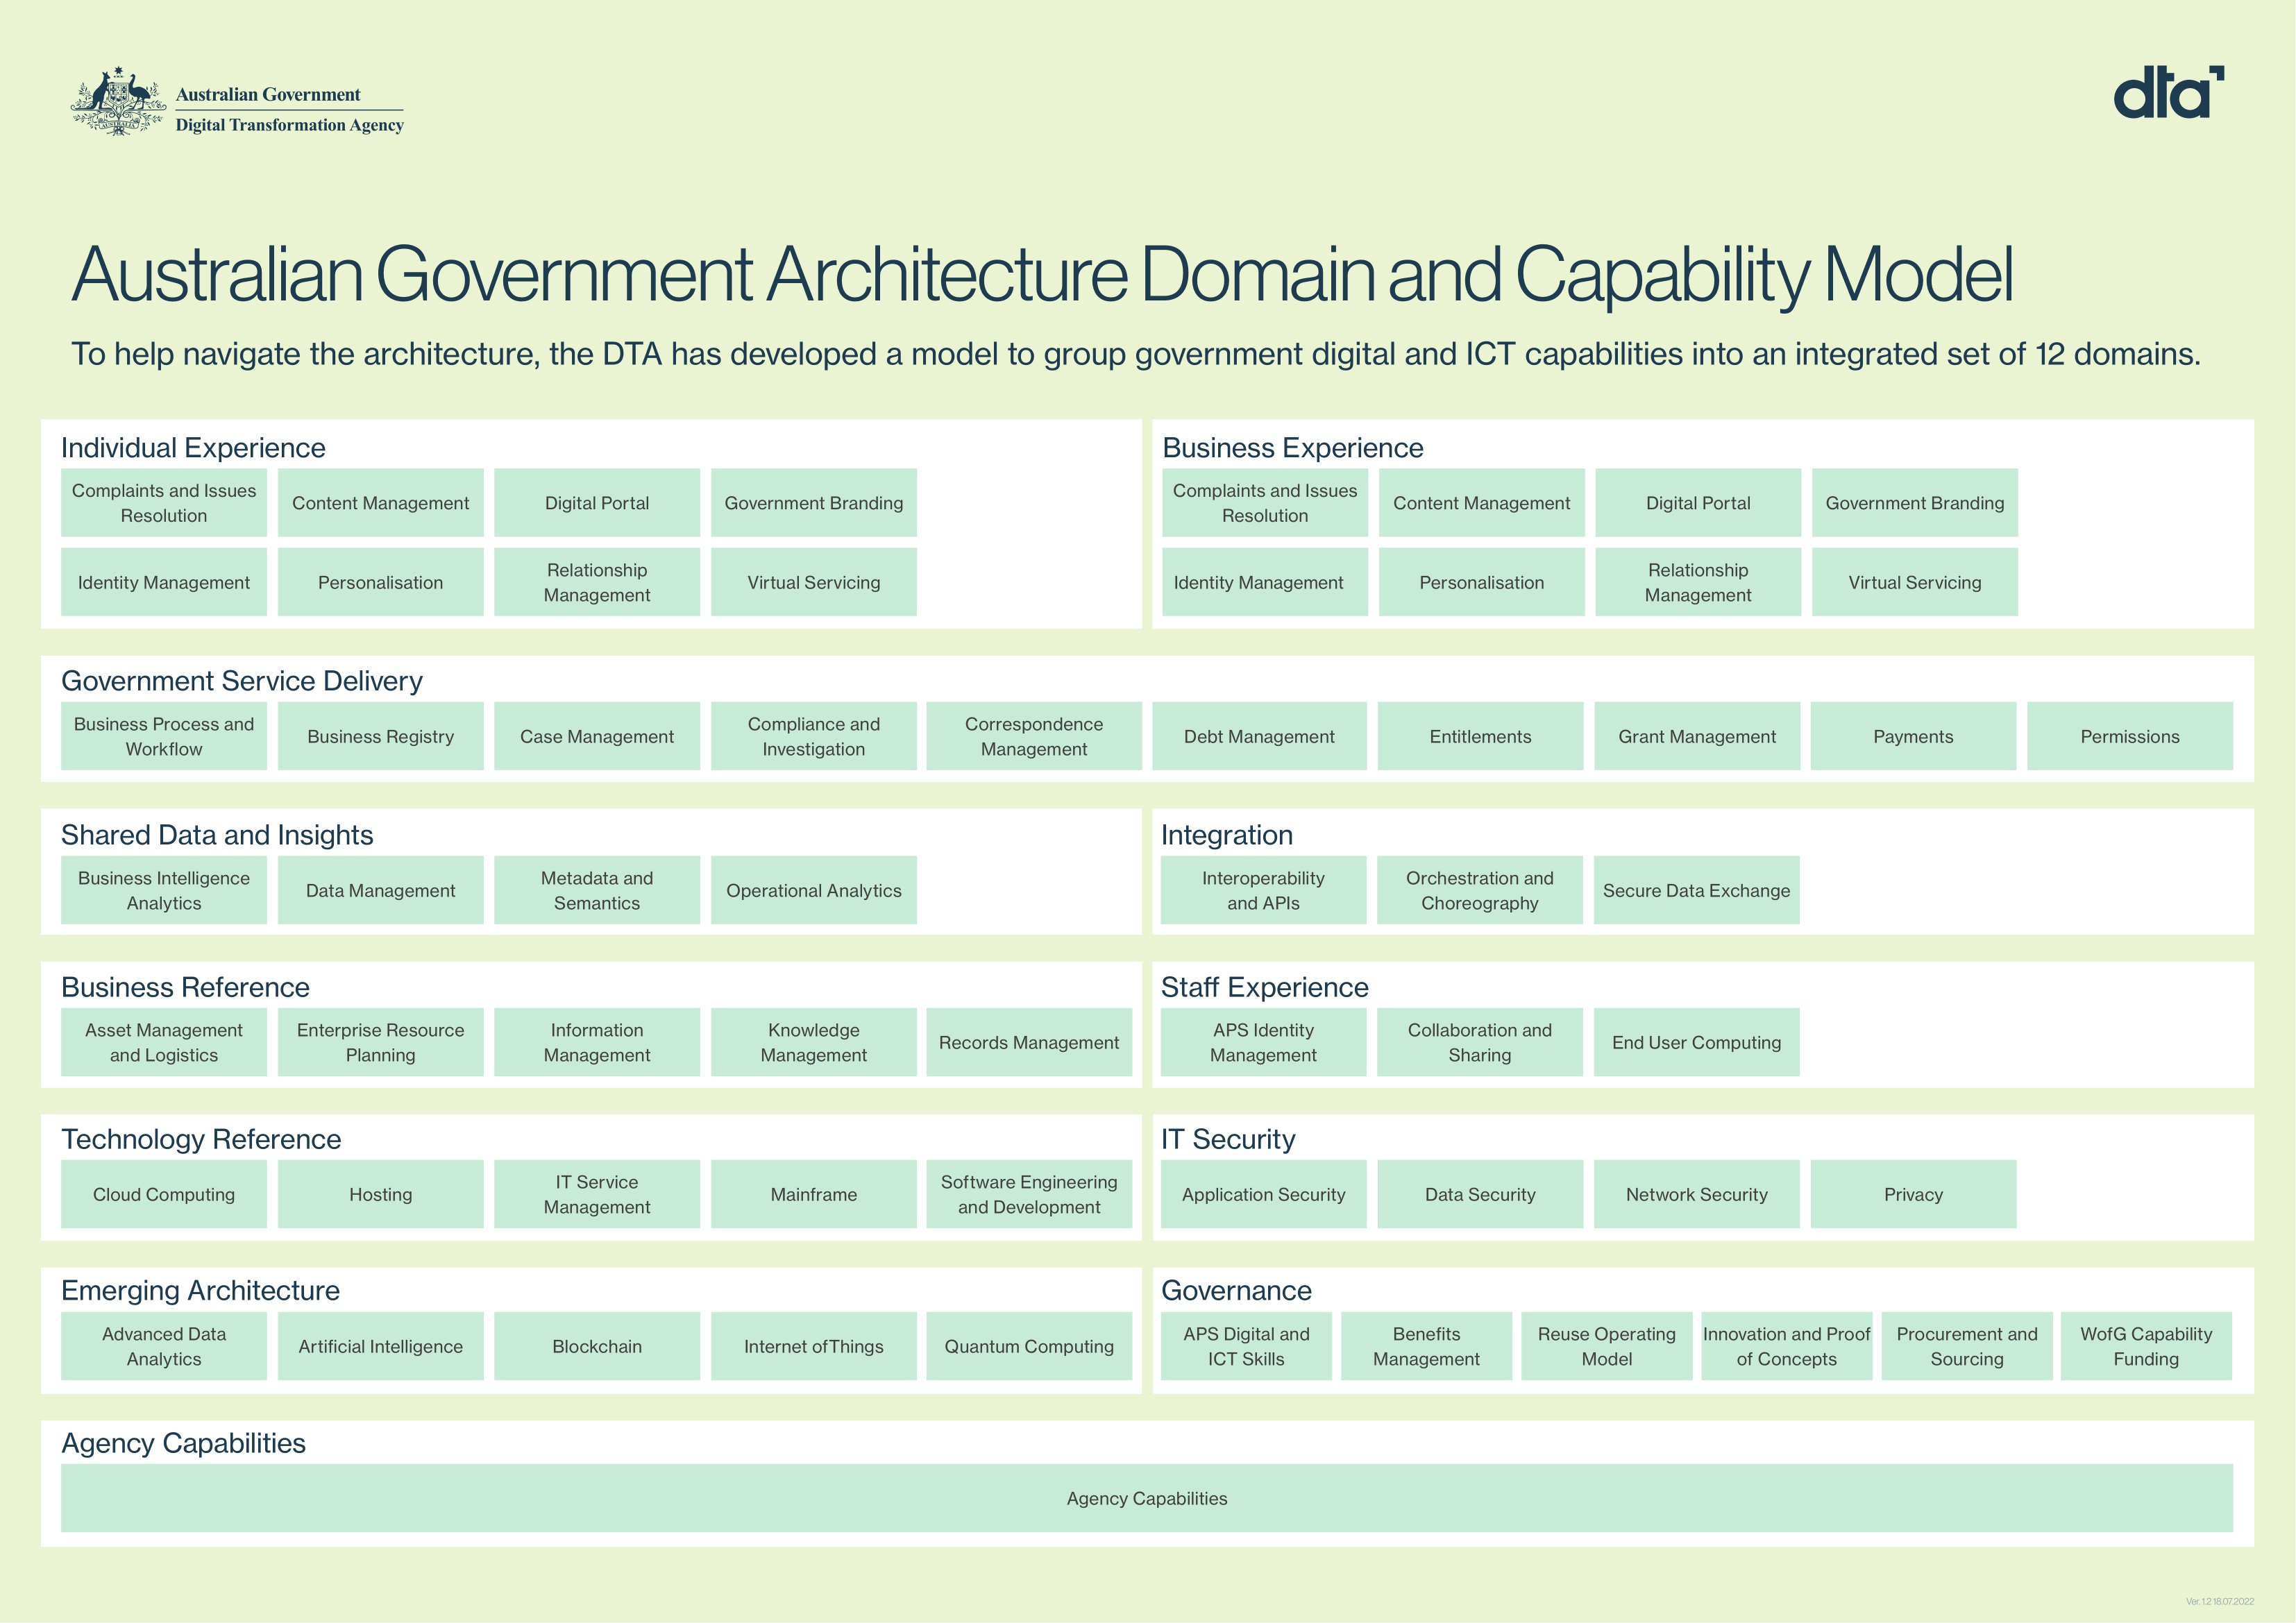 Australian Government
Digital Transformation Agency
dta
Australian Government Architecture Domain and Capability Model
To help navigate the architecture, the DTA has developed a model to group government digital and ICT capabilities into an integrated set of 12 domains.
Individual Experience
Complaints and Issues
Resolution
Content Management
Digital Portal
Government Branding
Identity Management
Personalisation
Relationship
Management
Virtual Servicing
Business Experience
Complaints and Issues
Resolution
Content Management
Digital Portal
Government Branding
Identity Management
Personalisation
Relationship
Management
Virtual Servicing
Government Service Delivery
Business Process and
Workflow
Business Registry
Case Management
Compliance and
Investigation
Correspondence
Management
Debt Management
Entitlements
Grant Management
Payments
Permissions
Shared Data and Insights
Business Intelligence
Analytics
Data Management
Metadata and
Semantics
Operational Analytics
Integration
Interoperability
and APIs
Orchestration and
Choreography
Secure Data Exchange
Business Reference
Asset Management
and Logistics
Enterprise Resource
Planning
Information
Management
Knowledge
Management
Records Management
Staff Experience
APS Identity
Management
Collaboration and
Sharing
End User Computing
Technology Reference
Cloud Computing
Hosting
IT Service
Management
Mainframe
Software Engineering
and Development
IT Security
Application Security
Data Security
Network Security
Privacy
Emerging Architecture
Advanced Data
Analytics
Artificial Intelligence
Blockchain
Internet ofThings
Quantum Computing
Governance
APS Digital and
ICT Skills
Benefits
Management
Reuse Operating
Model
Innovation and Proof
of Concepts
Procurement and
Sourcing
WofG Capability
Funding
Agency Capabilities
Agency Capabilities
Ver. 1.2 18.07.2022